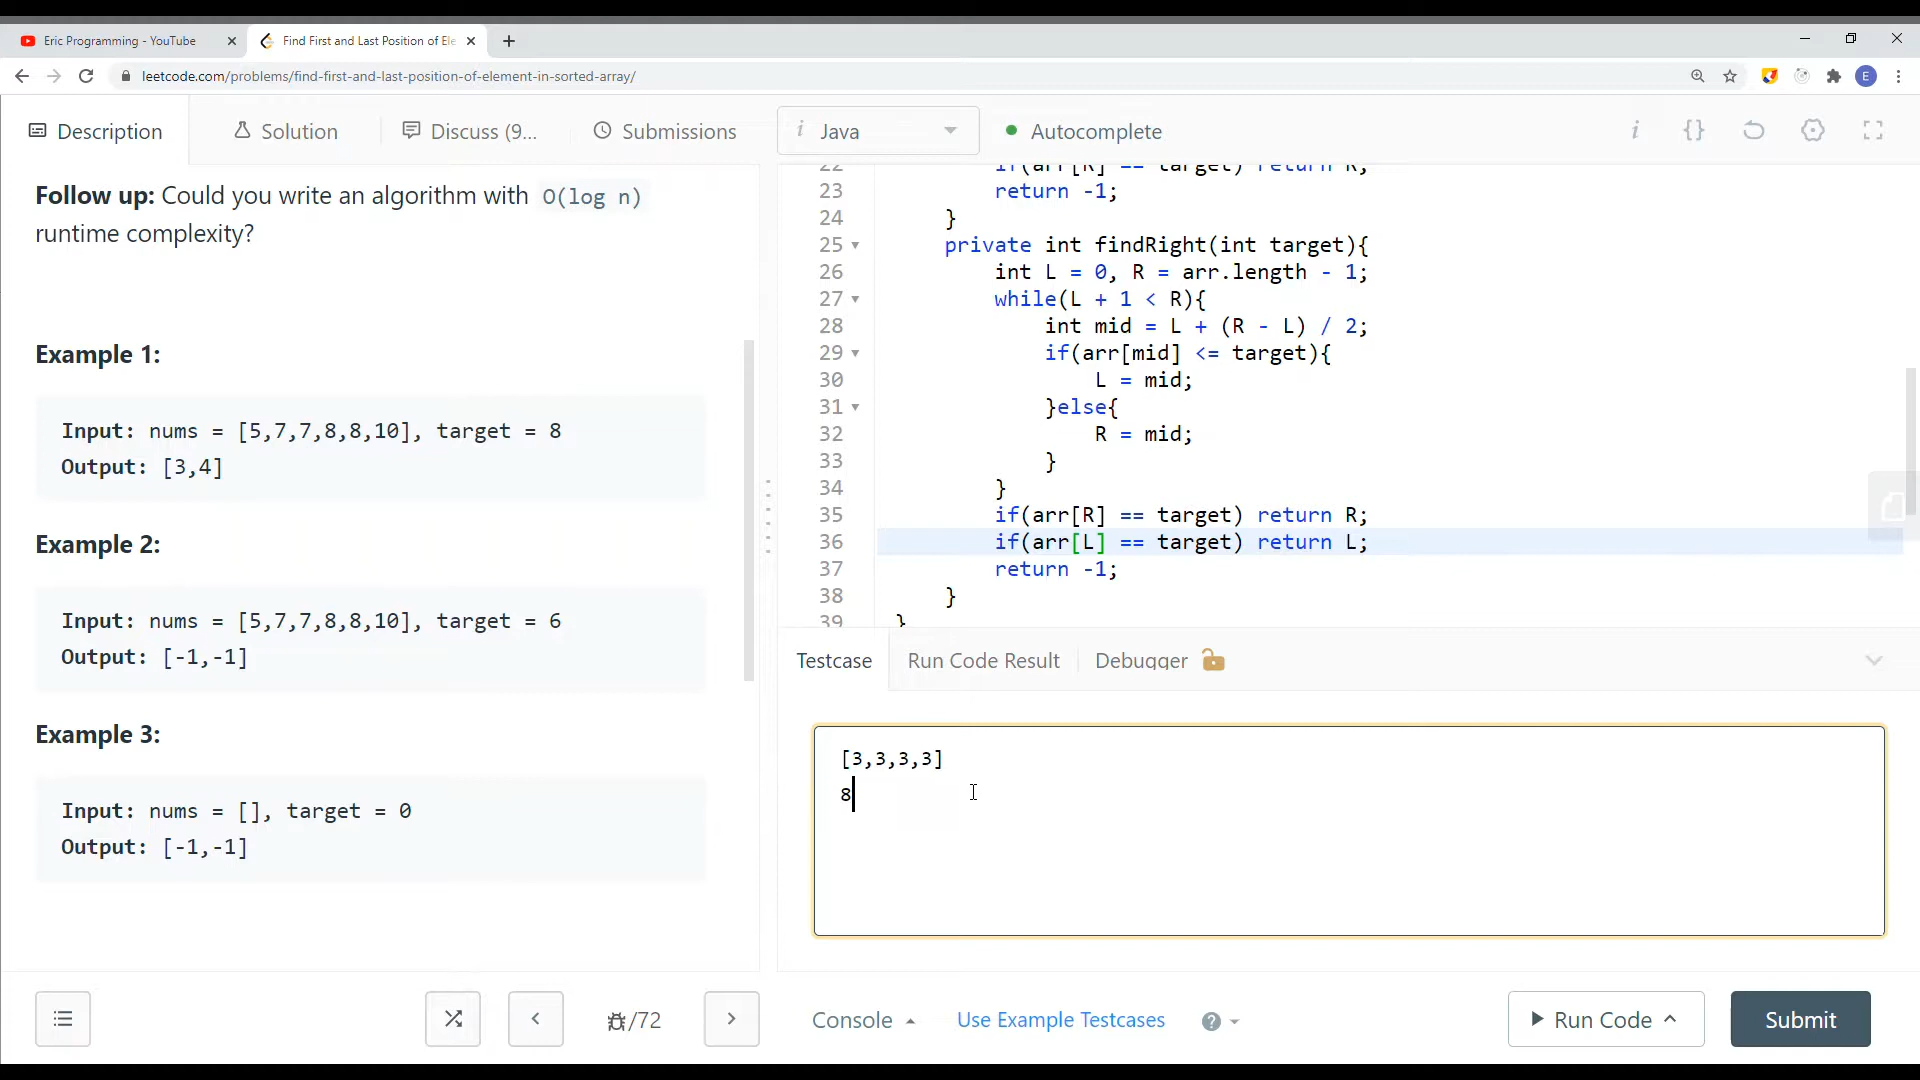 Eric Programming - YouTube
Find First and Last Position of Ele
leetcode.com/problems/find-first-and-last-position-of-element-in-sorted-array/
E
Description
Solution
Discuss (9...
Submissions
i Java
Autocomplete
i
{}
Follow up: Could you write an algorithm with O(log n)
runtime complexity?
Example 1:
Input: nums = [5,7,7,8,8,10], target = 8
Output: [3,4]
Example 2:
Input: nums = [5,7,7,8,8,10], target = 6
Output: [-1,-1]
Example 3:
Input: nums = [], target = 0
Output: [-1,-1]
22 if(arr[R] == target) return R;
23 return -1;
24 }
25 private int findRight(int target){
26 int L = 0, R = arr.length - 1;
27 while(L + 1 < R){
28 int mid = L + (R - L) / 2;
29 if(arr[mid] <= target){
30 L = mid;
31 }else{
32 R = mid;
33 }
34 }
35 if(arr[R] == target) return R;
36 if(arr[L] == target) return L;
37 return -1;
38 }
39 }
Testcase
Run Code Result
Debugger
[3,3,3,3]
8
/72
Console
Use Example Testcases
?
Run Code
Submit